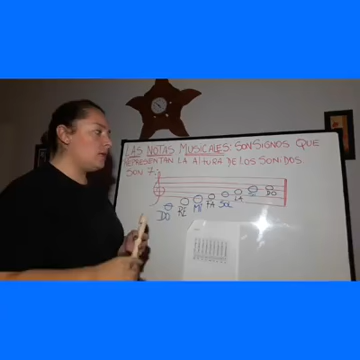 LAS NOTAS MUSICALES: SON SIGNOS QUE
REPRESENTAN LA ALTURA DE LOS SONIDOS.
SON 7:
DO RE MI FA SOL LA DO